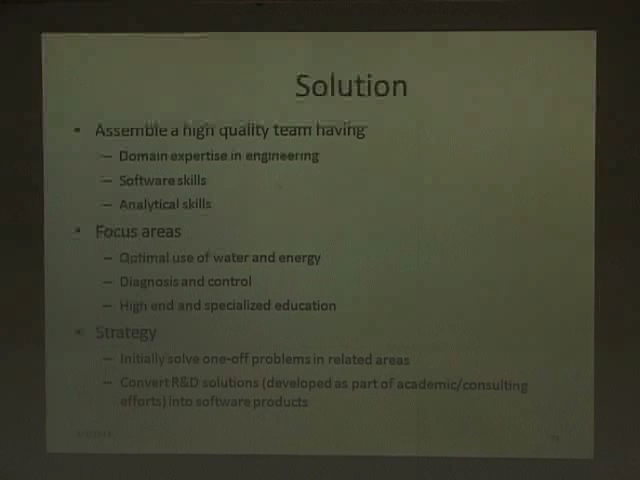 Solution
• Assemble a high quality team having
– Domain expertise in engineering
– Software skills
– Analytical skills
• Focus areas
– Optimal use of water and energy
– Diagnosis and control
– High end and specialized education
• Strategy
– Initially solve one-off problems in related areas
– Convert R&D solutions (developed as part of academic/consulting
efforts) into software products